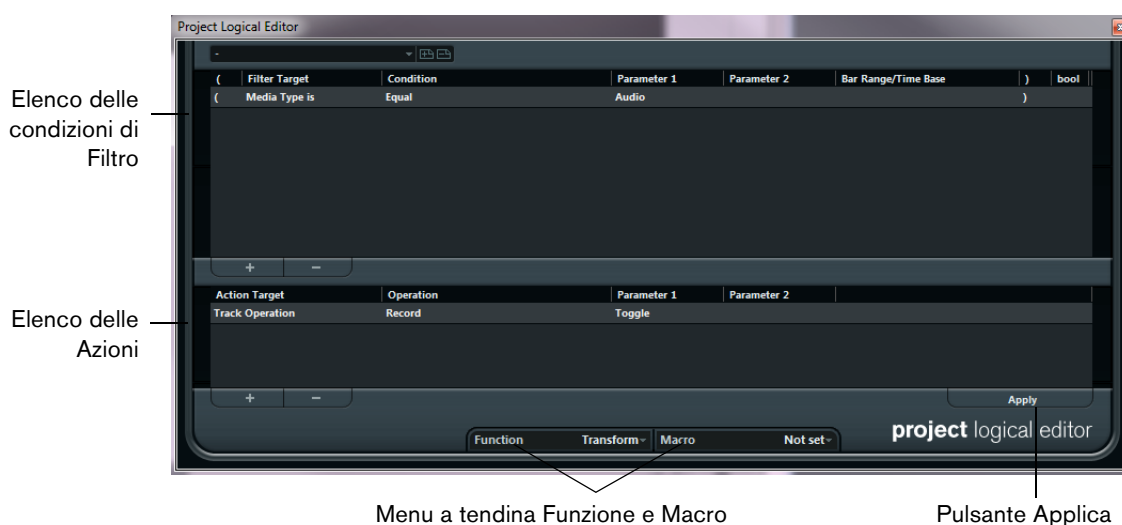 Project Logical Editor
-
( Filter Target Condition Parameter 1 Parameter 2 Bar Range/Time Base ) bool
( Media Type is Equal Audio )
Elenco delle
condizioni di
Filtro
+ −
Action Target Operation Parameter 1 Parameter 2
Track Operation Record Toggle
Elenco delle
Azioni
+ −
Apply
project logical editor
Function Transform Macro Not set
Menu a tendina Funzione e Macro
Pulsante Applica